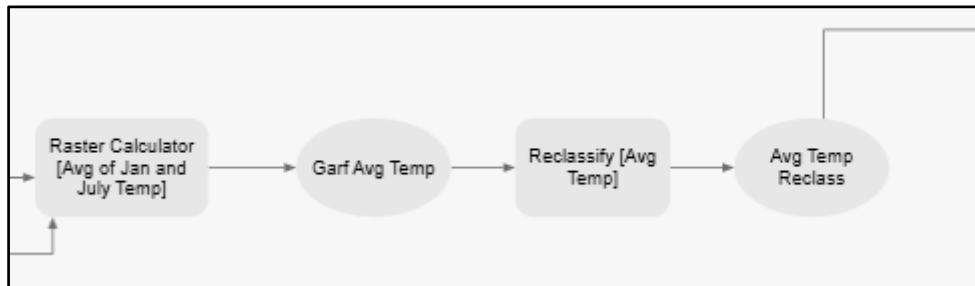 Raster Calculator
[Avg of Jan and
July Temp]
Garf Avg Temp
Reclassify [Avg
Temp]
Avg Temp
Reclass